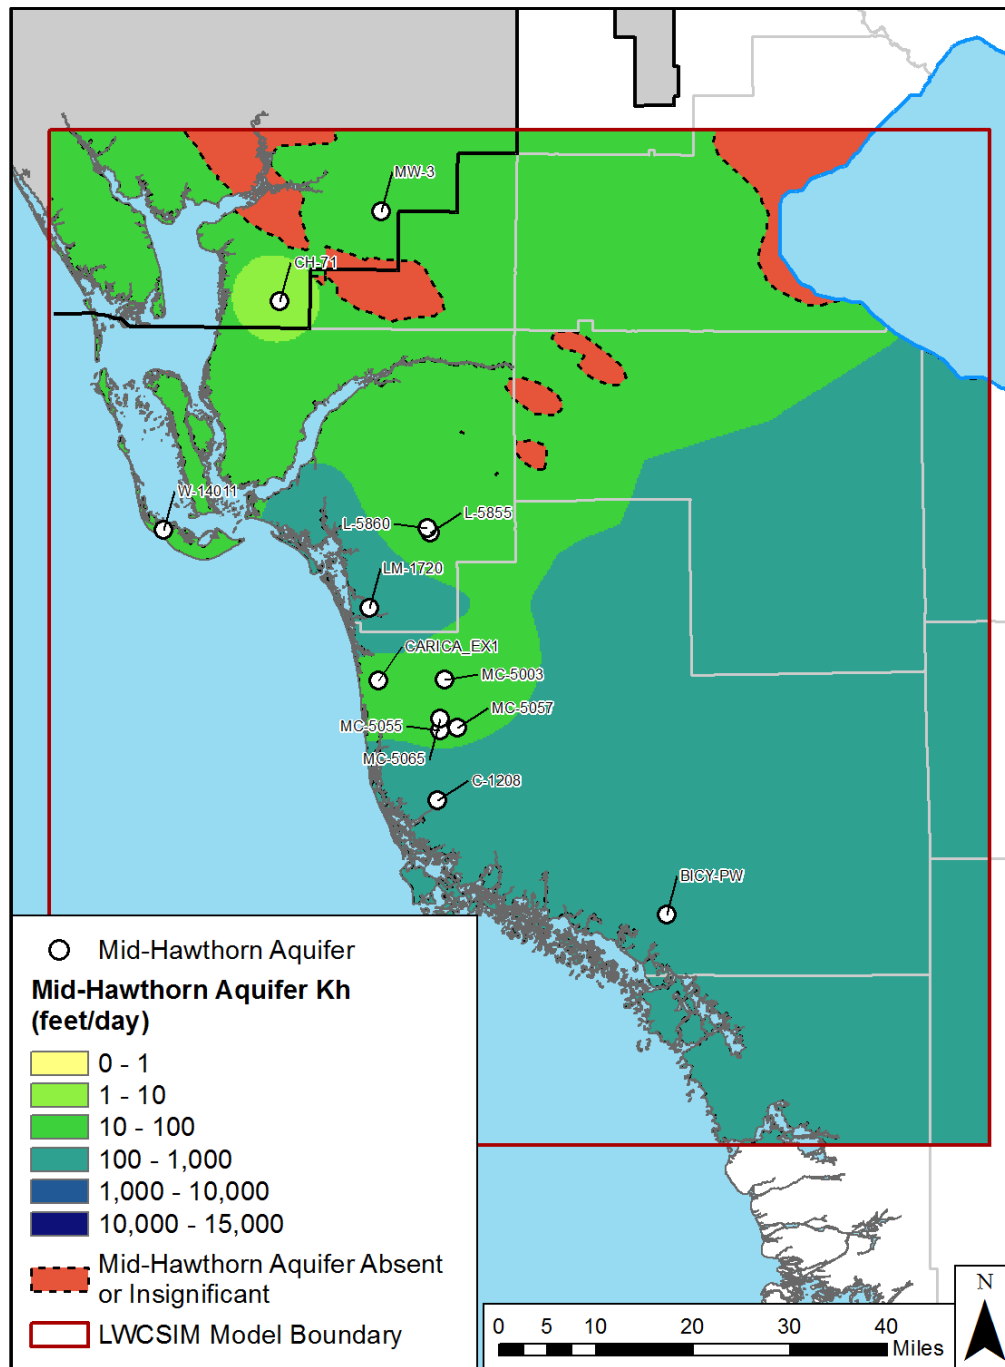 MW-3
CH-71
W-14011
L-5860
L-5855
LM-1720
CARICA_EX1
MC-5003
MC-5057
MC-5055
MC-5065
C-1208
BICY-PW
Mid-Hawthorn Aquifer
Mid-Hawthorn Aquifer Kh
(feet/day)
0 - 1
1 - 10
10 - 100
100 - 1,000
1,000 - 10,000
10,000 - 15,000
Mid-Hawthorn Aquifer Absent
or Insignificant
LWCSIM Model Boundary
0 5 10 20 30 40
Miles
N